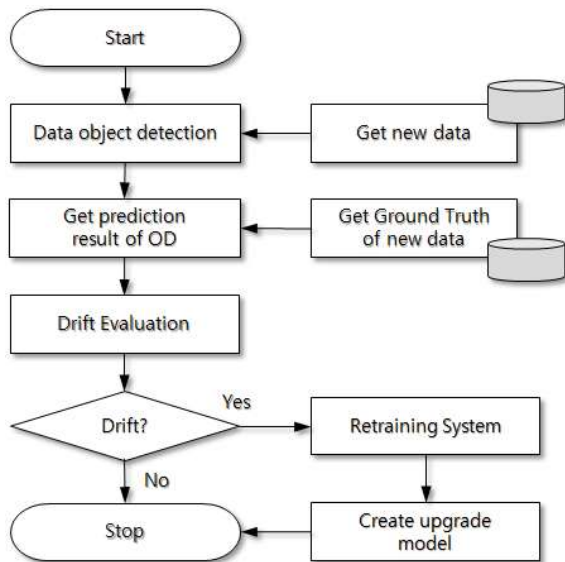 Start
Data object detection
Get new data
Get prediction
result of OD
Get Ground Truth
of new data
Drift Evaluation
Drift?
Yes
Retraining System
No
Stop
Create upgrade
model